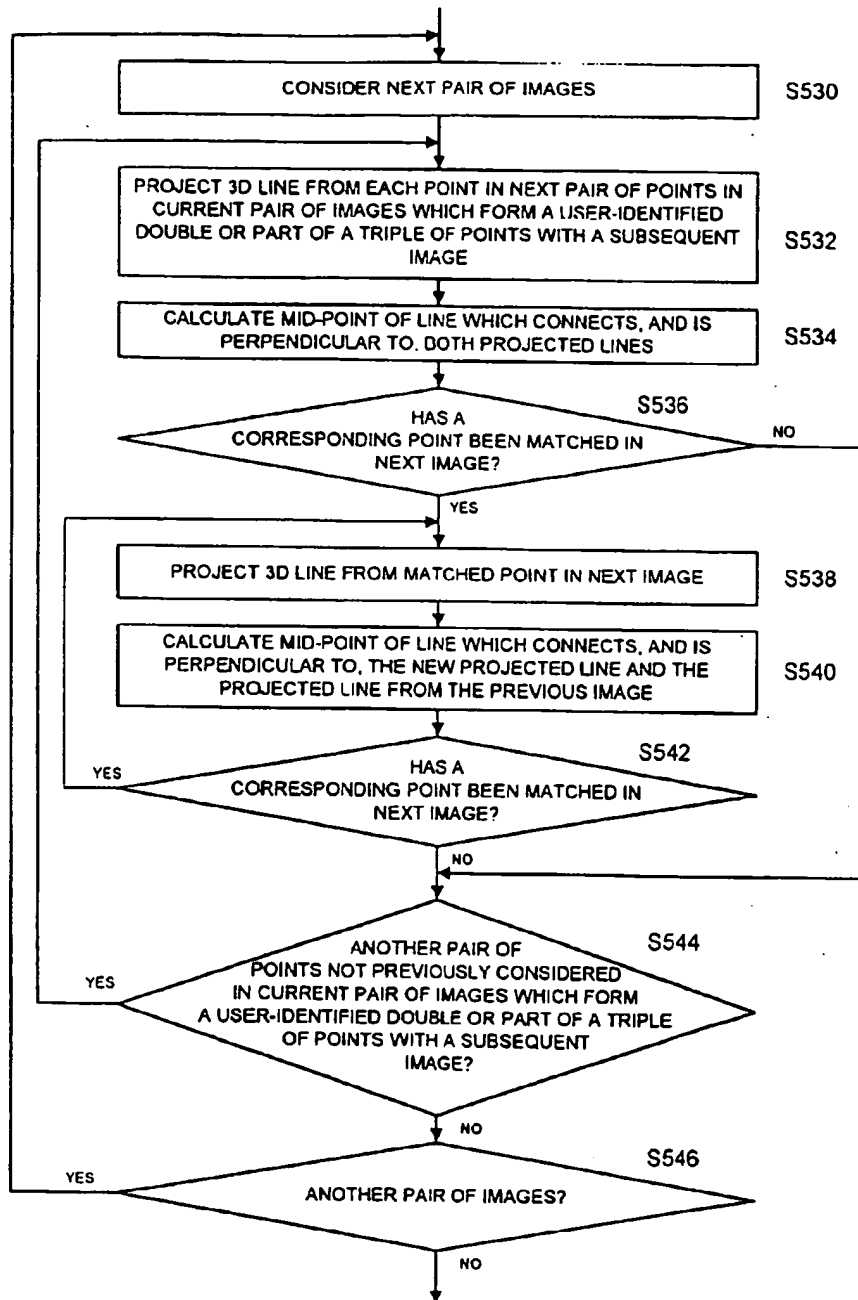 CONSIDER NEXT PAIR OF IMAGES
S530
PROJECT 3D LINE FROM EACH POINT IN NEXT PAIR OF POINTS IN
CURRENT PAIR OF IMAGES WHICH FORM A USER-IDENTIFIED
DOUBLE OR PART OF A TRIPLE OF POINTS WITH A SUBSEQUENT
IMAGE
S532
CALCULATE MID-POINT OF LINE WHICH CONNECTS, AND IS
PERPENDICULAR TO, BOTH PROJECTED LINES
S534
S536
HAS A
CORRESPONDING POINT BEEN MATCHED IN
NEXT IMAGE?
NO
YES
PROJECT 3D LINE FROM MATCHED POINT IN NEXT IMAGE
S538
CALCULATE MID-POINT OF LINE WHICH CONNECTS, AND IS
PERPENDICULAR TO, THE NEW PROJECTED LINE AND THE
PROJECTED LINE FROM THE PREVIOUS IMAGE
S540
S542
YES
HAS A
CORRESPONDING POINT BEEN MATCHED IN
NEXT IMAGE?
NO
S544
YES
ANOTHER PAIR OF
POINTS NOT PREVIOUSLY CONSIDERED
IN CURRENT PAIR OF IMAGES WHICH FORM
A USER-IDENTIFIED DOUBLE OR PART OF A TRIPLE
OF POINTS WITH A SUBSEQUENT
IMAGE?
NO
S546
YES
ANOTHER PAIR OF IMAGES?
NO